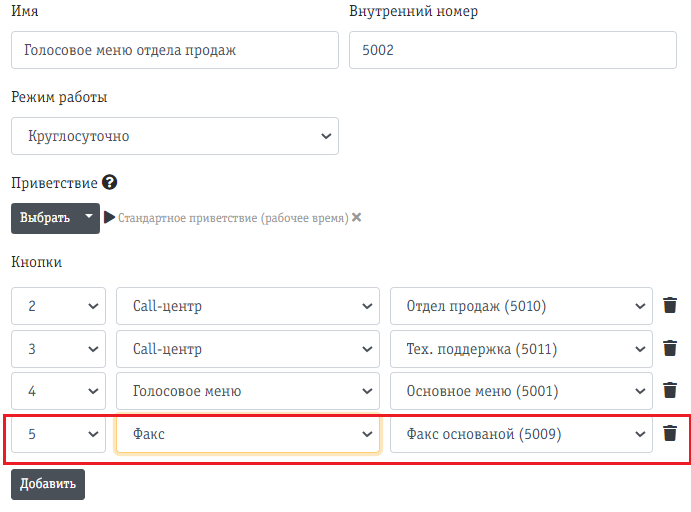 Имя Внутренний номер
Голосовое меню отдела продаж 5002
Режим работы
Круглосуточно
Приветствие ?
Выбрать Стандартное приветствие (рабочее время)
Кнопки
2 Call-центр Отдел продаж (5010)
3 Call-центр Тех. поддержка (5011)
4 Голосовое меню Основное меню (5001)
5 Факс Факс основаной (5009)
Добавить